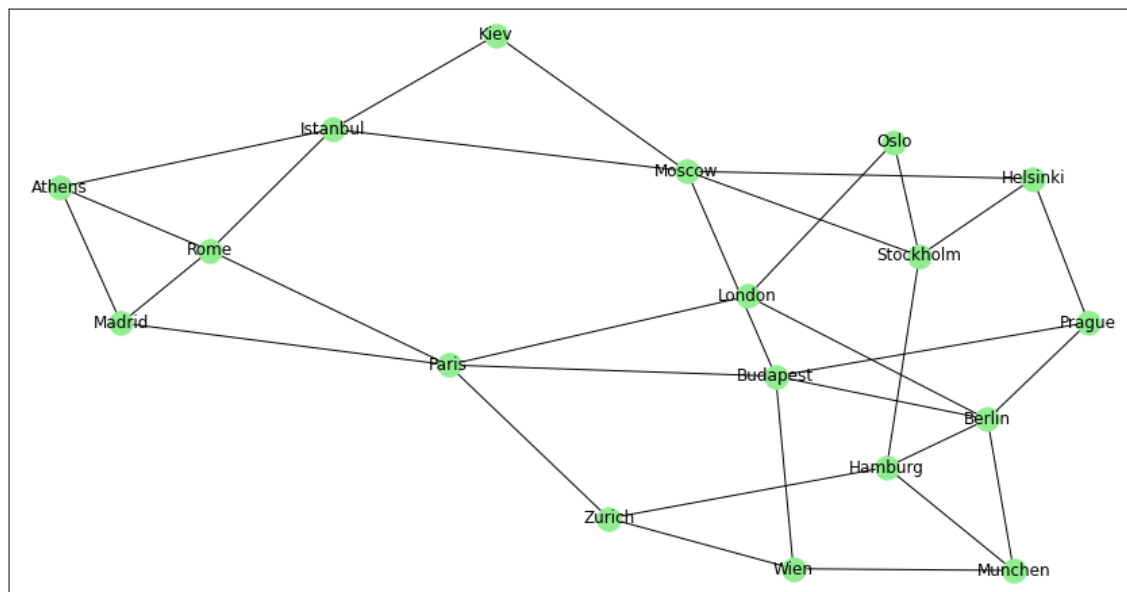 Kiev
Istanbul
Oslo
Moscow
Helsinki
Athens
Rome
Stockholm
London
Madrid
Prague
Paris
Budapest
Berlin
Hamburg
Zurich
Wien
Munchen